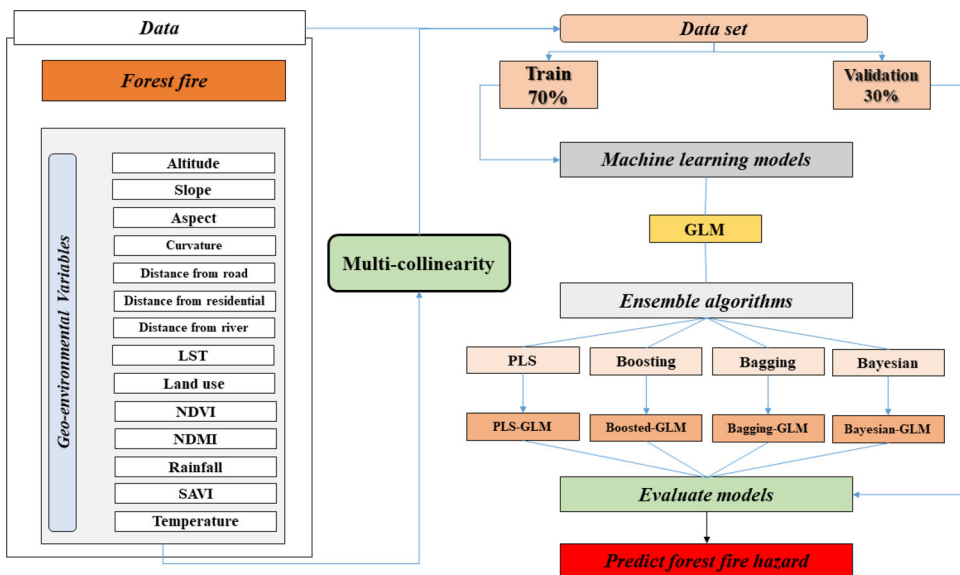 Data
Forest fire
Geo-environmental Variables
Altitude
Slope
Aspect
Curvature
Distance from road
Distance from residential
Distance from river
LST
Land use
NDVI
NDMI
Rainfall
SAVI
Temperature
Multi-collinearity
Data set
Train
70%
Validation
30%
Machine learning models
GLM
Ensemble algorithms
PLS
Boosting
Bagging
Bayesian
PLS-GLM
Boosted-GLM
Bagging-GLM
Bayesian-GLM
Evaluate models
Predict forest fire hazard